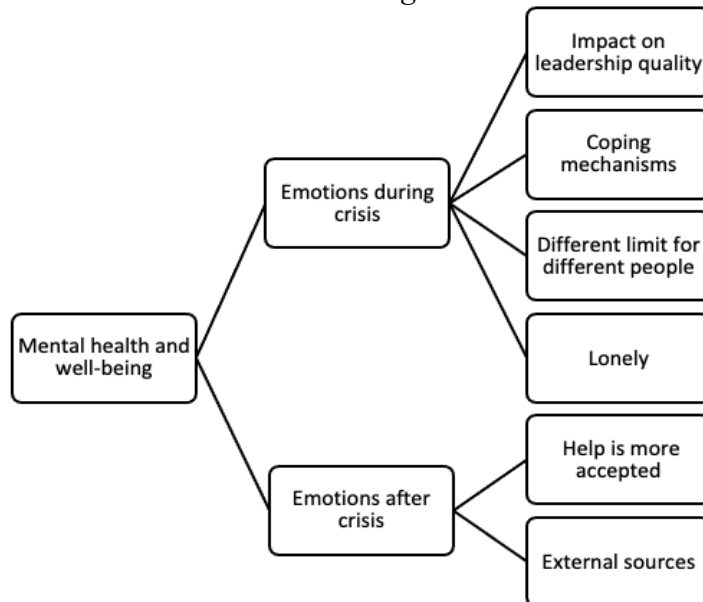 Impact on
leadership quality
Coping
mechanisms
Emotions during
crisis
Different limit for
different people
Mental health and
well-being
Lonely
Help is more
accepted
Emotions after
crisis
External sources